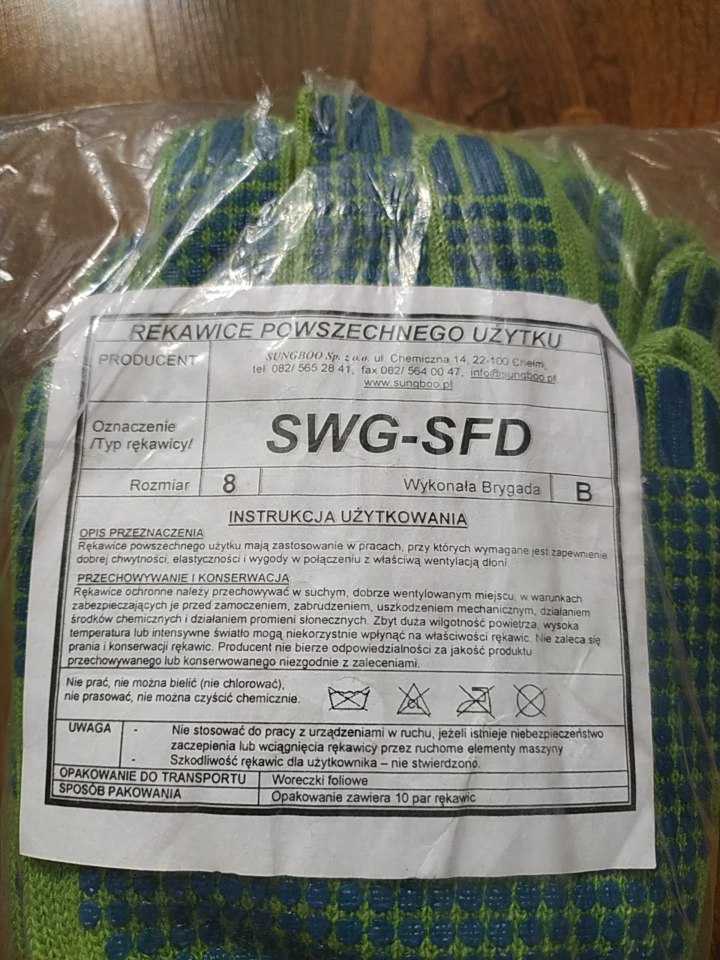 RĘKAWICE POWSZECHNEGO UŻYTKU
PRODUCENT
SUNGBOO Sp. z o.o. ul. Chemiczna 14, 22-100 Chełm,
tel. 082/ 565 28 41, fax 082/ 564 00 47, info@sungboo.pl,
www.sungboo.pl
Oznaczenie
/Typ rękawicy/
SWG-SFD
Rozmiar 8 Wykonała Brygada B
INSTRUKCJA UŻYTKOWANIA
OPIS PRZEZNACZENIA
Rękawice powszechnego użytku mają zastosowanie w pracach, przy których wymagane jest zapewnienie
dobrej chwytności, elastyczności i wygody w połączeniu z właściwą wentylacją dłoni.
PRZECHOWYWANIE I KONSERWACJA
Rękawice ochronne należy przechowywać w suchym, dobrze wentylowanym miejscu, w warunkach
zabezpieczających je przed zamoczeniem, zabrudzeniem, uszkodzeniem mechanicznym, działaniem
środków chemicznych i działaniem promieni słonecznych. Zbyt duża wilgotność powietrza, wysoka
temperatura lub intensywne światło mogą niekorzystnie wpłynąć na właściwości rękawic. Nie zaleca się
prania i konserwacji rękawic. Producent nie bierze odpowiedzialności za jakość produktu
przechowywanego lub konserwowanego niezgodnie z zaleceniami.
Nie prać, nie można bielić (nie chlorować),
nie prasować, nie można czyścić chemicznie.
UWAGA - Nie stosować do pracy z urządzeniami w ruchu, jeżeli istnieje niebezpieczeństwo
zaczepienia lub wciągnięcia rękawicy przez ruchome elementy maszyny
- Szkodliwość rękawic dla użytkownika – nie stwierdzono.
OPAKOWANIE DO TRANSPORTU Woreczki foliowe
SPOSÓB PAKOWANIA Opakowanie zawiera 10 par rękawic